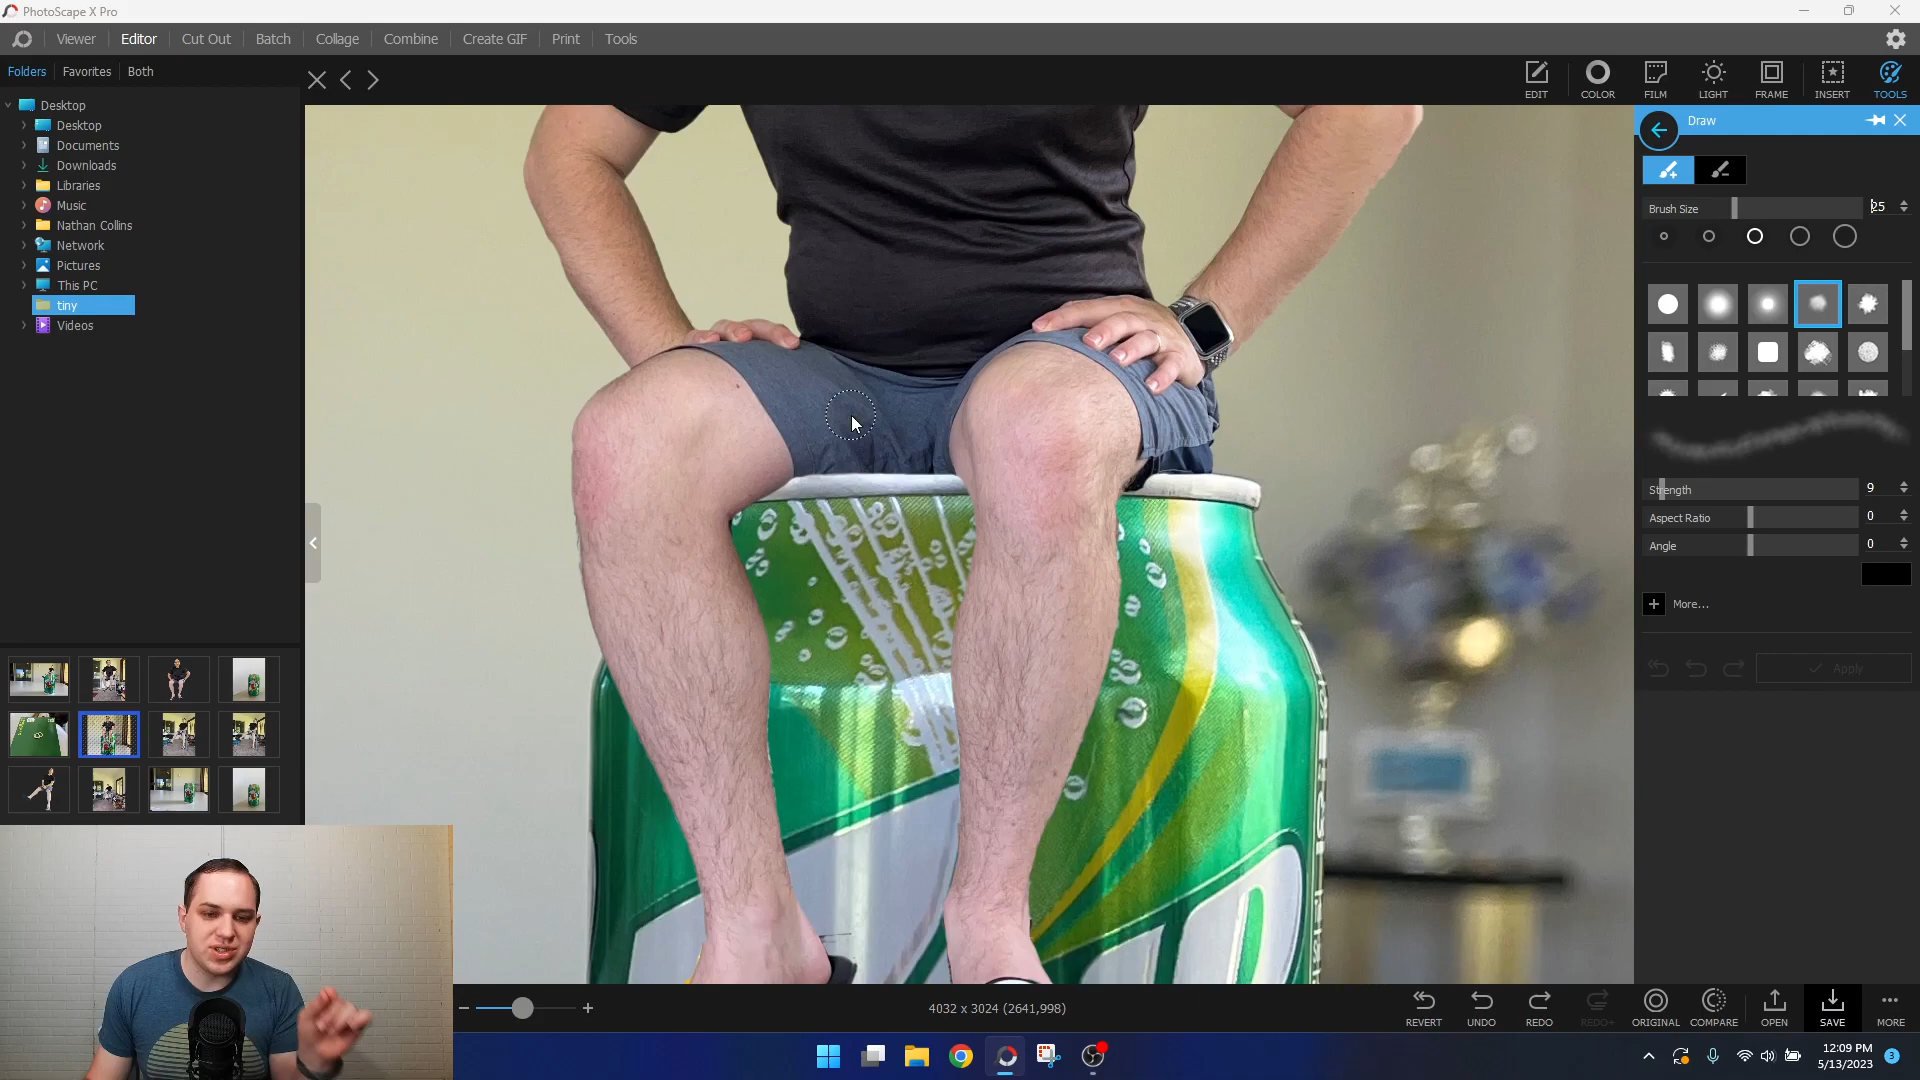 PhotoScape X Pro
Viewer Editor Cut Out Batch Collage Combine Create GIF Print Tools
Folders Favorites Both
EDIT COLOR FILM LIGHT FRAME INSERT TOOLS
Desktop
Desktop
Documents
Downloads
Libraries
Music
Nathan Collins
Network
Pictures
This PC
tiny
Videos
Draw
Brush Size 25
Strength 9
Aspect Ratio 0
Angle 0
More...
Apply
4032 x 3024 (2641,998)
REVERT UNDO REDO REDO+ ORIGINAL COMPARE OPEN SAVE MORE
12:09 PM
5/13/2023
3